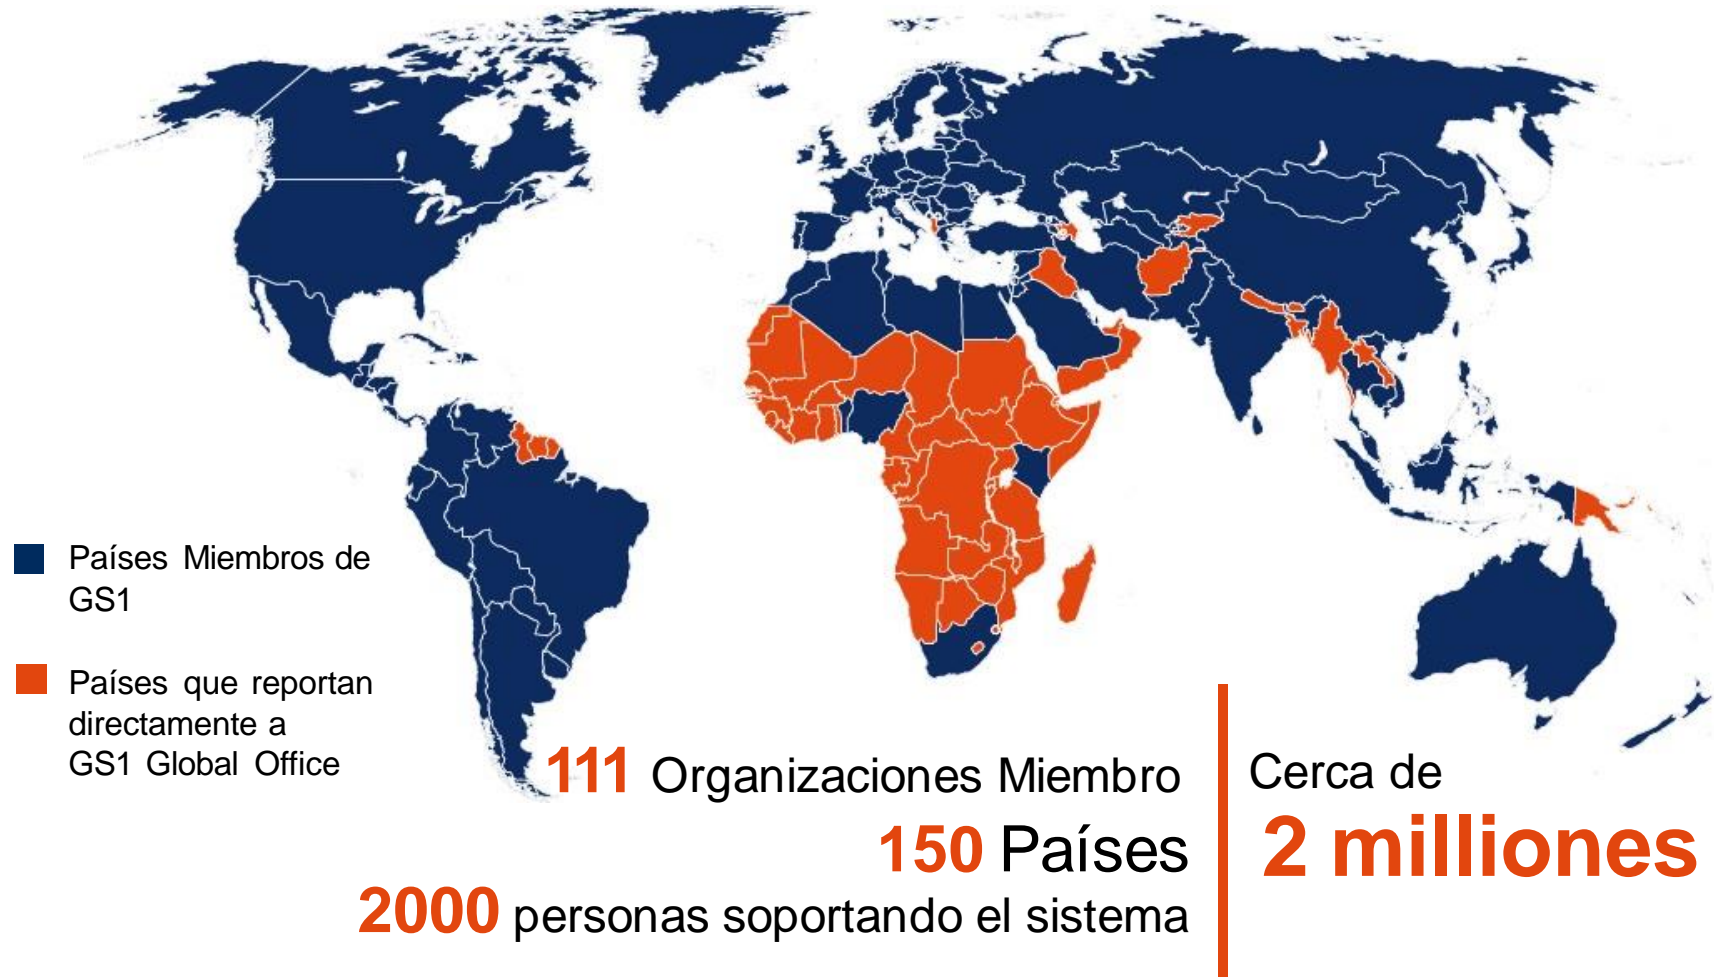 Países Miembros de
GS1
Países que reportan
directamente a
GS1 Global Office
111 Organizaciones Miembro
150 Países
2000 personas soportando el sistema
Cerca de
2 milliones